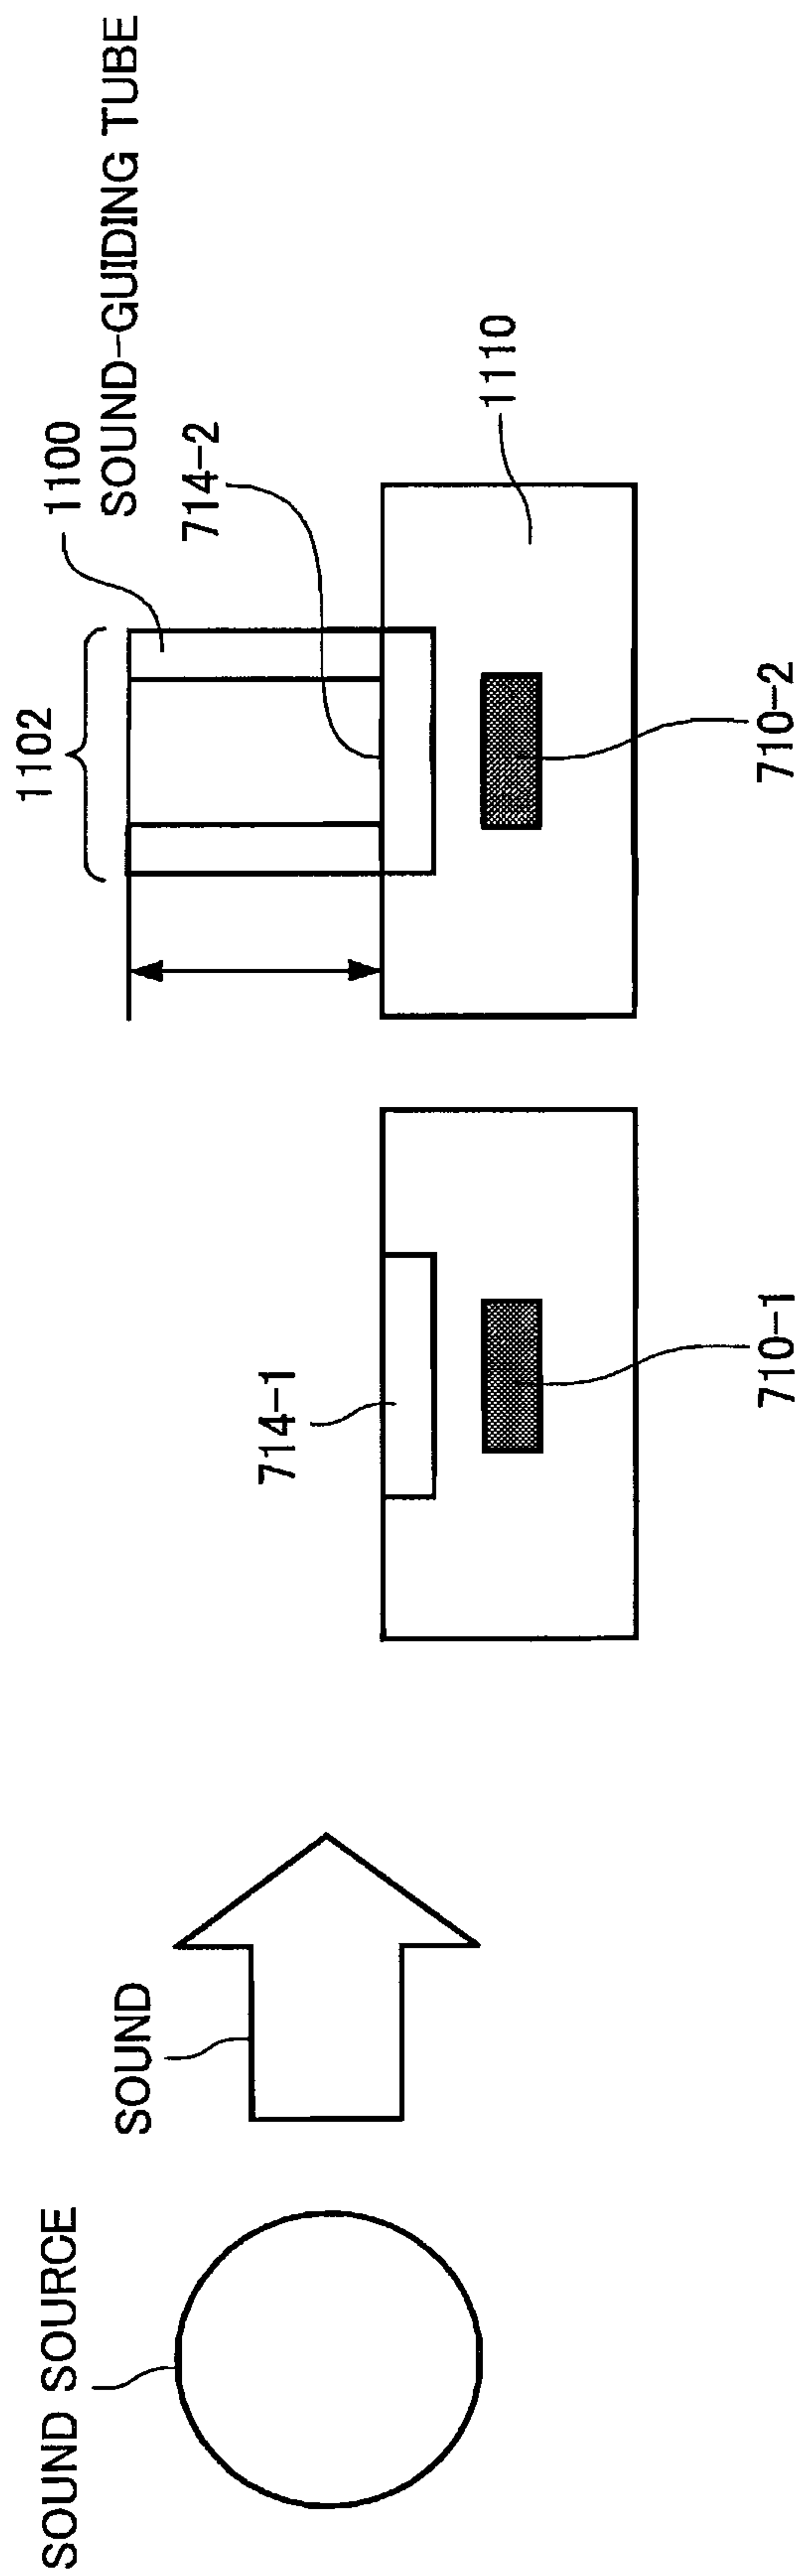 SOUND SOURCE
SOUND
714-1
710-1
1102
1100
SOUND-GUIDING TUBE
714-2
1110
710-2